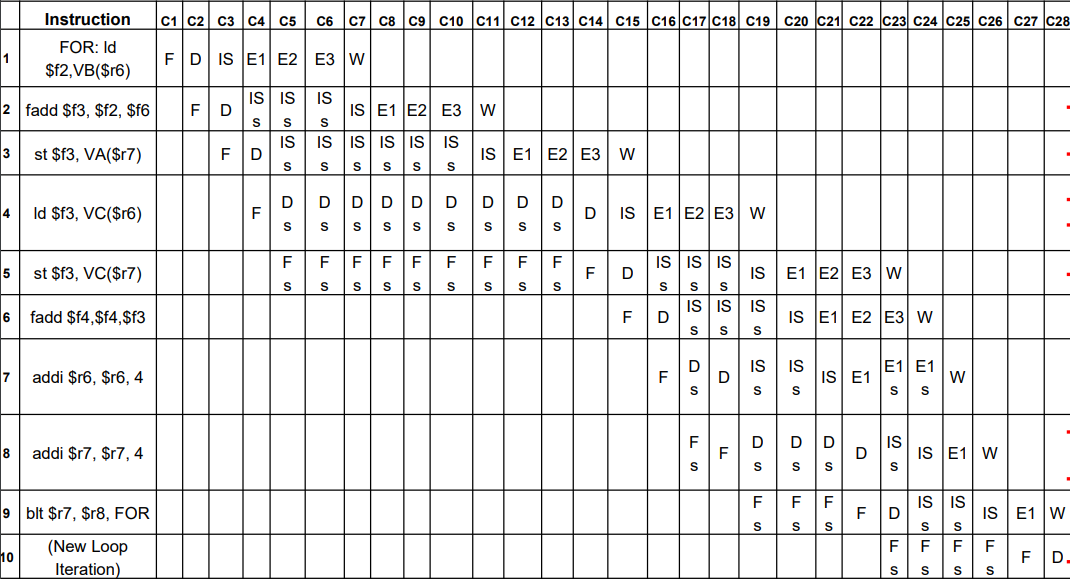 Instruction C1 C2 C3 C4 C5 C6 C7 C8 C9 C10 C11 C12 C13 C14 C15 C16 C17 C18 C19 C20 C21 C22 C23 C24 C25 C26 C27 C28
FOR: ld
1 F D IS E1 E2 E3 W
$f2,VB($r6)
IS IS IS
2 fadd $f3, $f2, $f6 F D IS E1 E2 E3 W
s s s
IS IS IS IS IS IS
3 st $f3, VA($r7) F D IS E1 E2 E3 W
s s s s s s
D D D D D D D D D
4 ld $f3, VC($r6) F D IS E1 E2 E3 W
s s s s s s s s s
F F F F F F F F F IS IS IS
5 st $f3, VC($r7) F D IS E1 E2 E3 W
s s s s s s s s s s s s
IS IS IS
6 fadd $f4,$f4,$f3 F D IS E1 E2 E3 W
s s s
D IS IS E1 E1
7 addi $r6, $r6, 4 F D IS E1 W
s s s s s
F D D D IS
8 addi $r7, $r7, 4 F D IS E1 W
s s s s s
F F F IS IS
9 blt $r7, $r8, FOR F D IS E1 W
s s s s s
(New Loop F F F F
10 F D
Iteration) s s s s